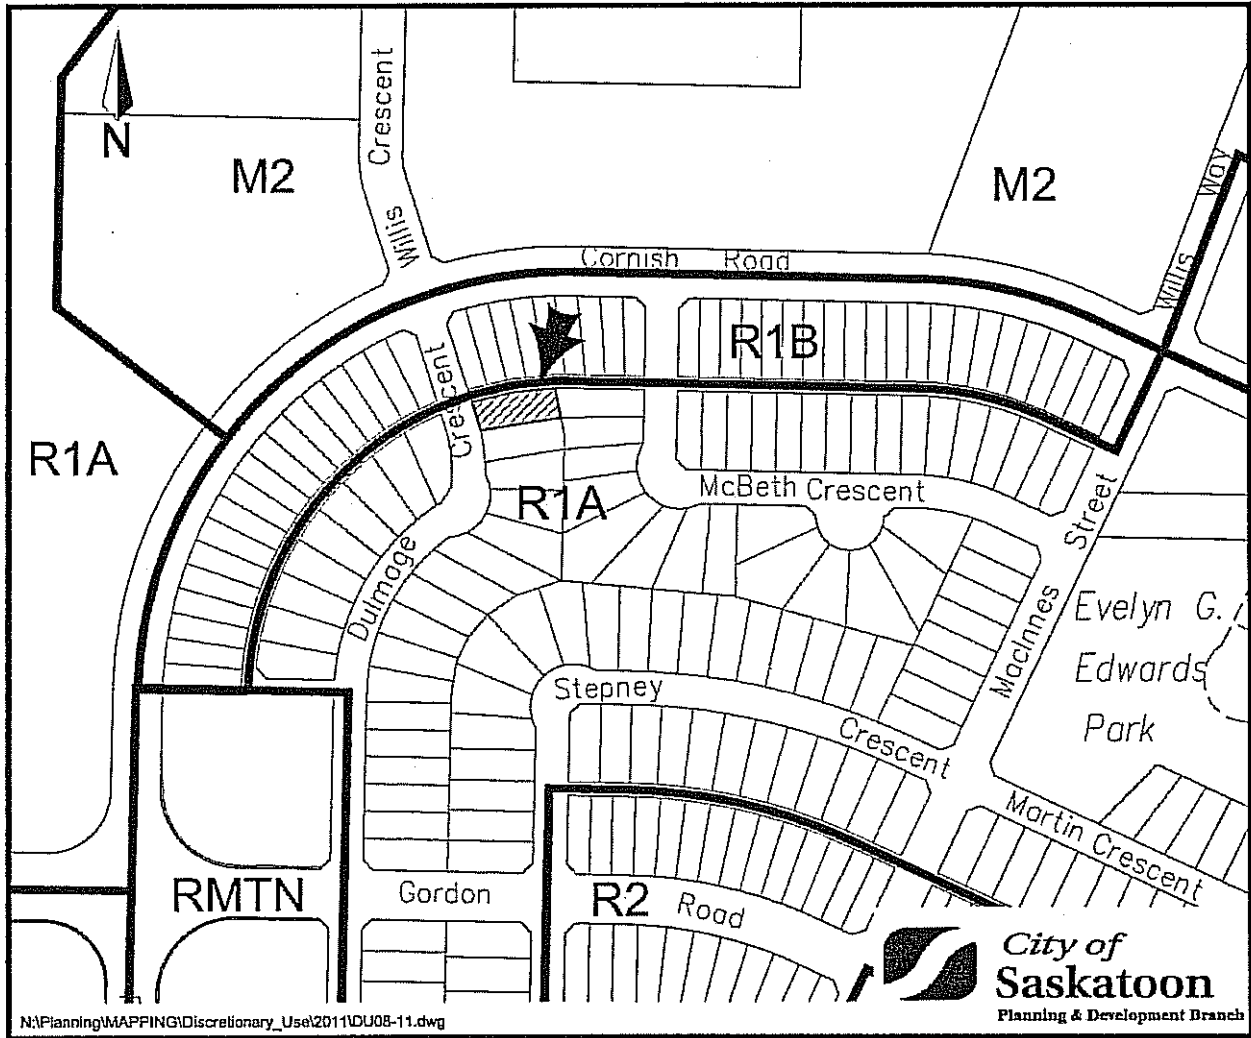 N
M2
Crescent
Willis
M2
Way
Willis
Cornish Road
R1B
Crescent
R1A
R1A
McBeth Crescent
Street
Dulmage
MacInnes
Evelyn G.
Edwards
Park
Stepney
Crescent
Martin Crescent
RMTN
Gordon
R2
Road
City of
Saskatoon
Planning & Development Branch
N:\Planning\MAPPING\Discretionary_Use\2011\DU08-11.dwg